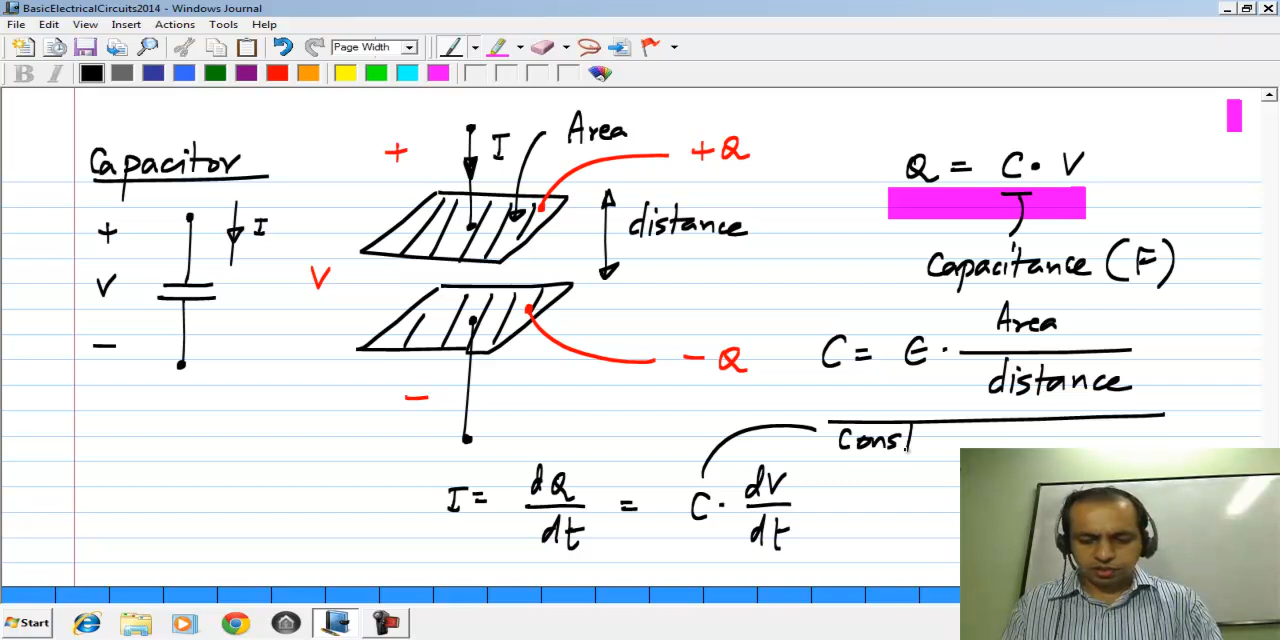 BasicElectricalCircuits2014 - Windows Journal
File Edit View Insert Actions Tools Help
Page Width
B I
Capacitor
+
V
−
I
+
V
−
I
Area
+Q
distance
−Q
Q = C · V
Capacitance (F)
C = ϵ · Area / distance
Const
I = dQ/dt = C · dV/dt
Start